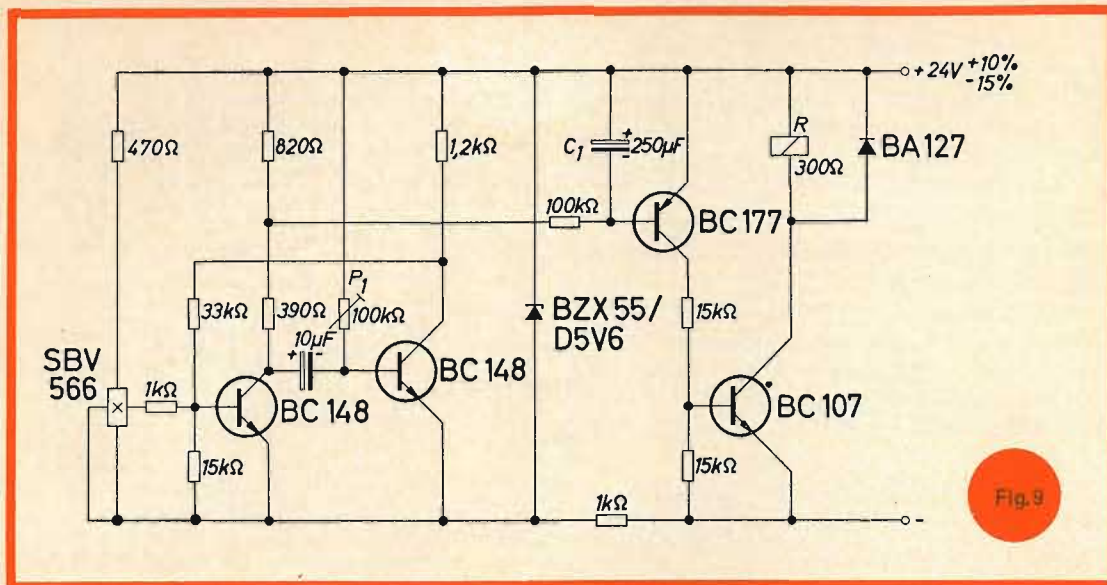 +24V +10%
-15%
470Ω
820Ω
1,2kΩ
C1
+
250µF
-
R
300Ω
BA127
100kΩ
BC177
P1
33kΩ
390Ω
100kΩ
10µF
+
-
BZX55/
D5V6
15kΩ
SBV
566
1kΩ
BC148
BC148
BC107
15kΩ
15kΩ
1kΩ
-
Fig.9